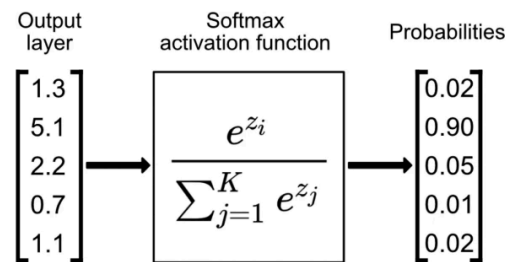 Output
layer
Softmax
activation function
Probabilities
1.3
5.1
2.2
0.7
1.1
e^{z_i}
∑_{j=1}^{K} e^{z_j}
0.02
0.90
0.05
0.01
0.02